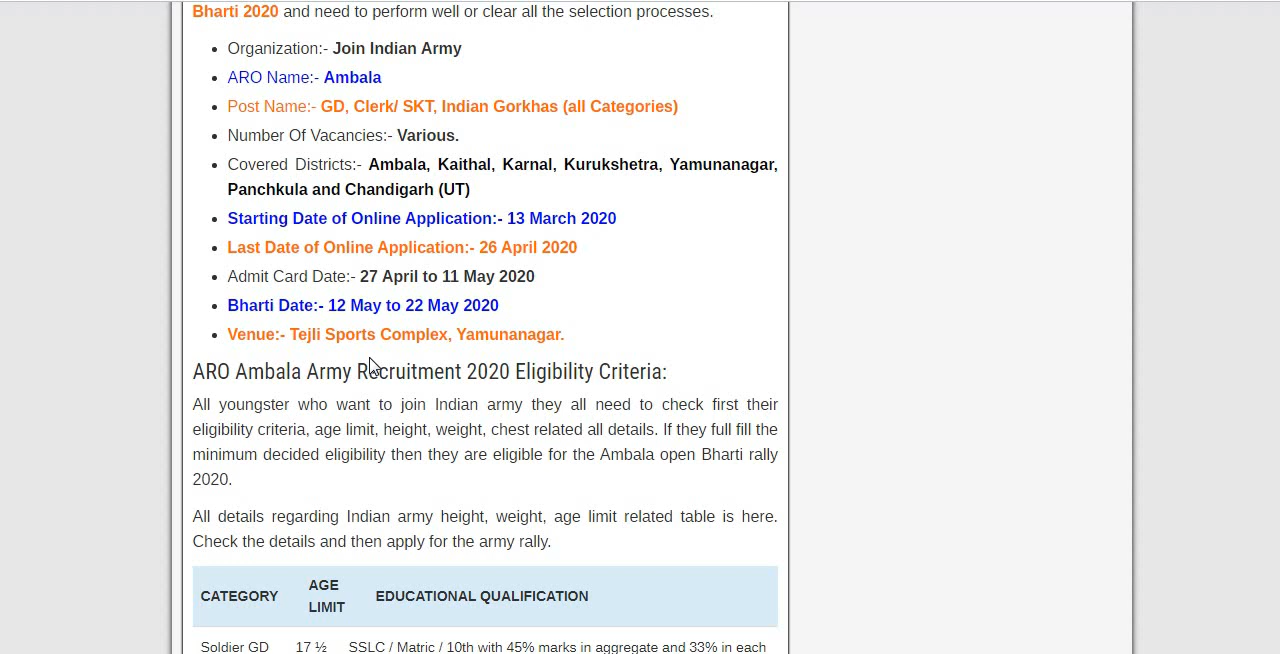 Bharti 2020 and need to perform well or clear all the selection processes.
Organization:- Join Indian Army
ARO Name:- Ambala
Post Name:- GD, Clerk/ SKT, Indian Gorkhas (all Categories)
Number Of Vacancies:- Various.
Covered Districts:- Ambala, Kaithal, Karnal, Kurukshetra, Yamunanagar,
Panchkula and Chandigarh (UT)
Starting Date of Online Application:- 13 March 2020
Last Date of Online Application:- 26 April 2020
Admit Card Date:- 27 April to 11 May 2020
Bharti Date:- 12 May to 22 May 2020
Venue:- Tejli Sports Complex, Yamunanagar.
ARO Ambala Army Recruitment 2020 Eligibility Criteria:
All youngster who want to join Indian army they all need to check first their
eligibility criteria, age limit, height, weight, chest related all details. If they full fill the
minimum decided eligibility then they are eligible for the Ambala open Bharti rally
2020.
All details regarding Indian army height, weight, age limit related table is here.
Check the details and then apply for the army rally.
CATEGORY AGE LIMIT EDUCATIONAL QUALIFICATION
Soldier GD 17 ½ SSLC / Matric / 10th with 45% marks in aggregate and 33% in each